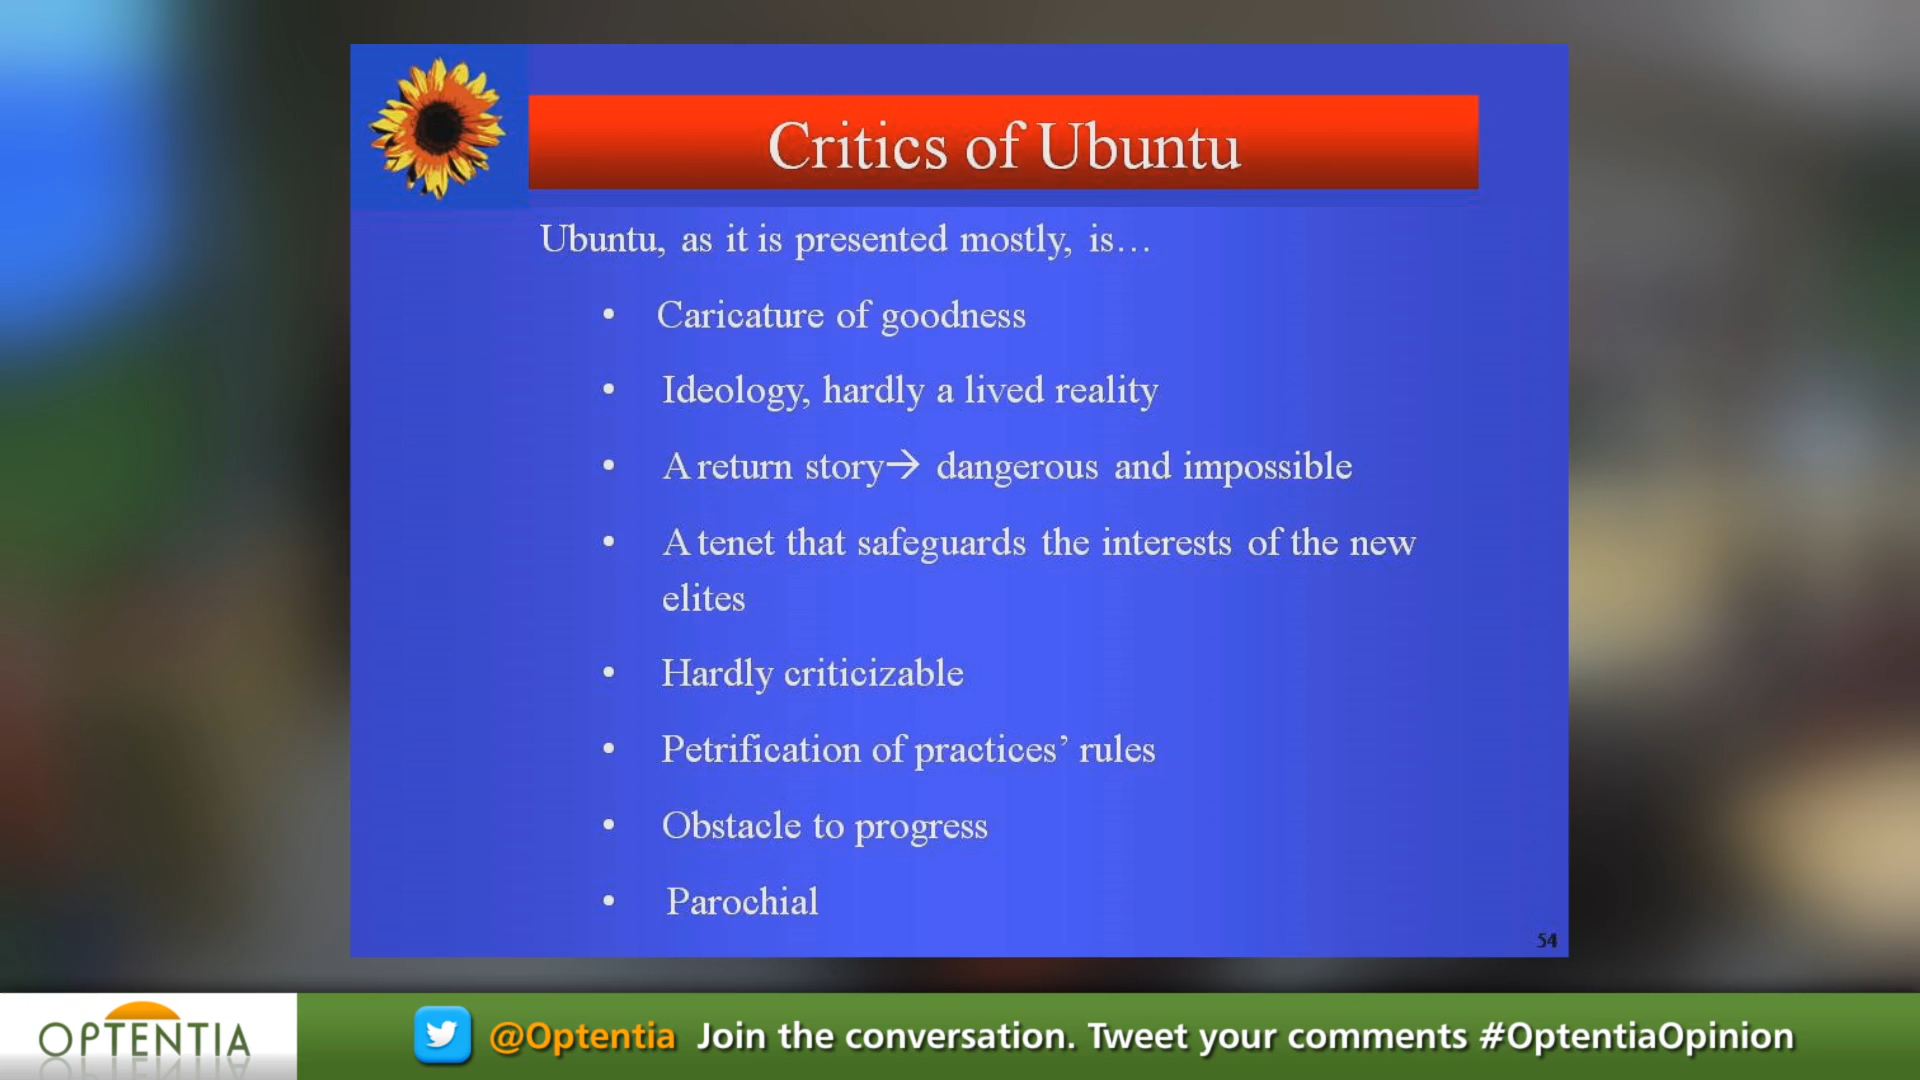 Critics of Ubuntu
Ubuntu, as it is presented mostly, is…
• Caricature of goodness
• Ideology, hardly a lived reality
• A return story→ dangerous and impossible
• A tenet that safeguards the interests of the new
elites
• Hardly criticizable
• Petrification of practices’ rules
• Obstacle to progress
• Parochial
54
OPTENTIA
@Optentia Join the conversation. Tweet your comments #OptentiaOpinion